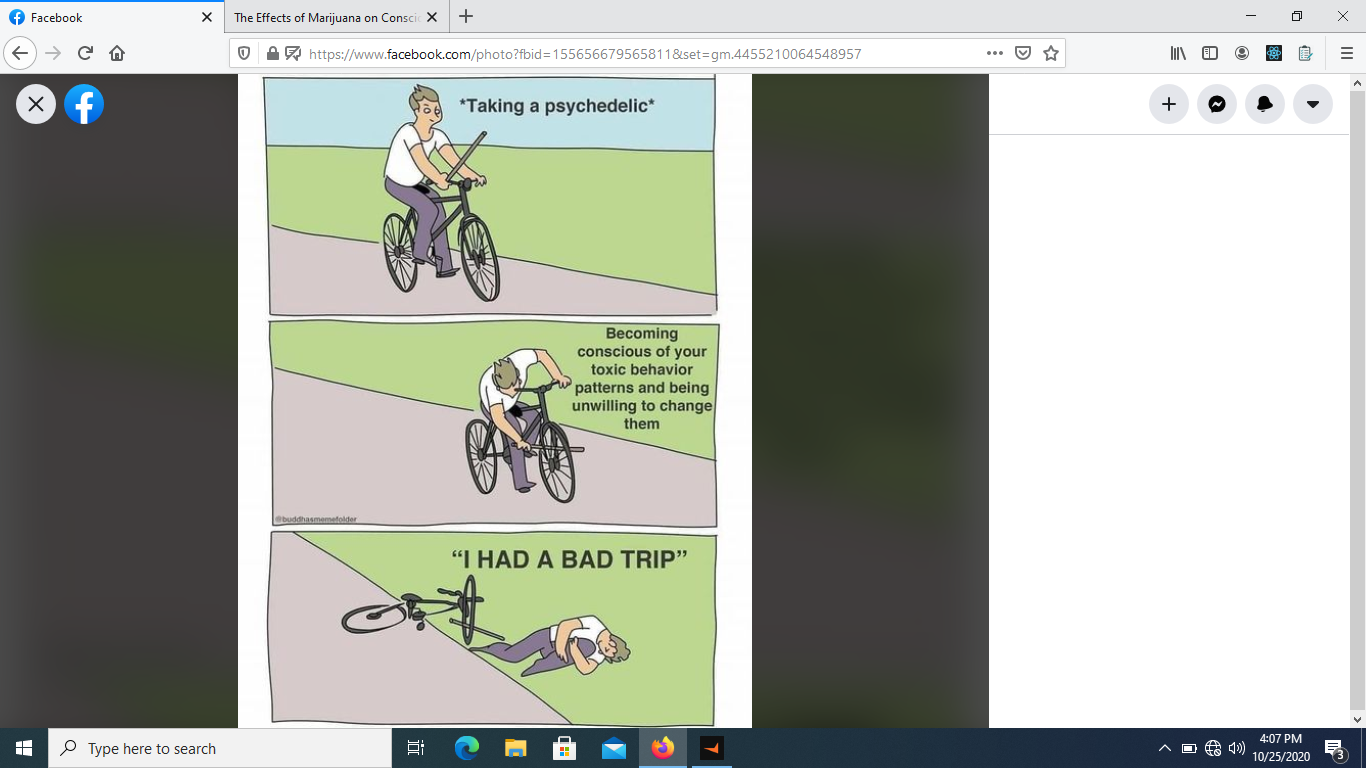 Facebook
The Effects of Marijuana on Consci
https://www.facebook.com/photo?fbid=155656679565811&set=gm.4455210064548957
*Taking a psychedelic*
Becoming
conscious of your
toxic behavior
patterns and being
unwilling to change
them
@buddhasmemefolder
“I HAD A BAD TRIP”
Type here to search
4:07 PM
10/25/2020
3